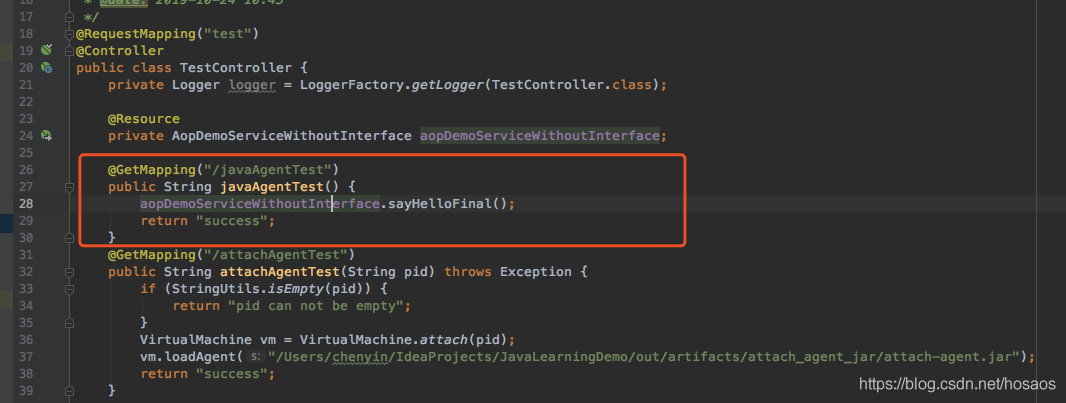 16 * @date: 2019-10-24 10:45
17 */
18 @RequestMapping("test")
19 @Controller
20 public class TestController {
21 private Logger logger = LoggerFactory.getLogger(TestController.class);
22
23 @Resource
24 private AopDemoServiceWithoutInterface aopDemoServiceWithoutInterface;
25
26 @GetMapping("/javaAgentTest")
27 public String javaAgentTest() {
28 aopDemoServiceWithoutInterface.sayHelloFinal();
29 return "success";
30 }
31 @GetMapping("/attachAgentTest")
32 public String attachAgentTest(String pid) throws Exception {
33 if (StringUtils.isEmpty(pid)) {
34 return "pid can not be empty";
35 }
36 VirtualMachine vm = VirtualMachine.attach(pid);
37 vm.loadAgent( s: "/Users/chenyin/IdeaProjects/JavaLearningDemo/out/artifacts/attach_agent_jar/attach-agent.jar");
38 return "success";
39 }
https://blog.csdn.net/hosaos